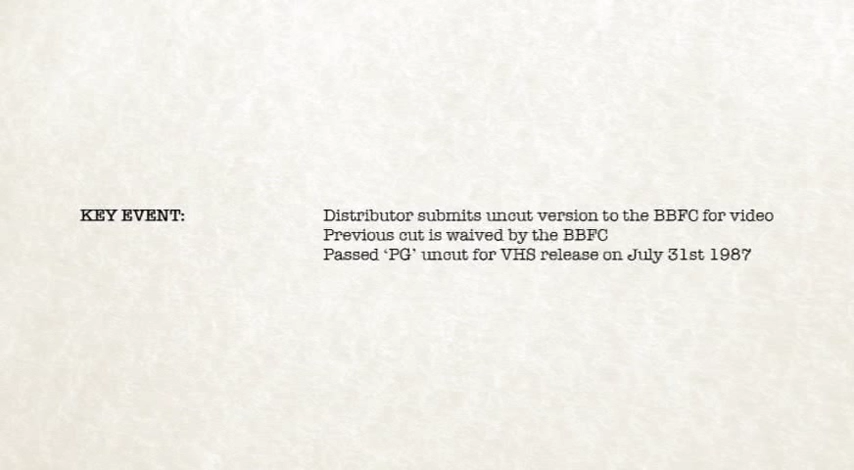 KEY EVENT: Distributor submits uncut version to the BBFC for video
Previous cut is waived by the BBFC
Passed ‘PG’ uncut for VHS release on July 31st 1987